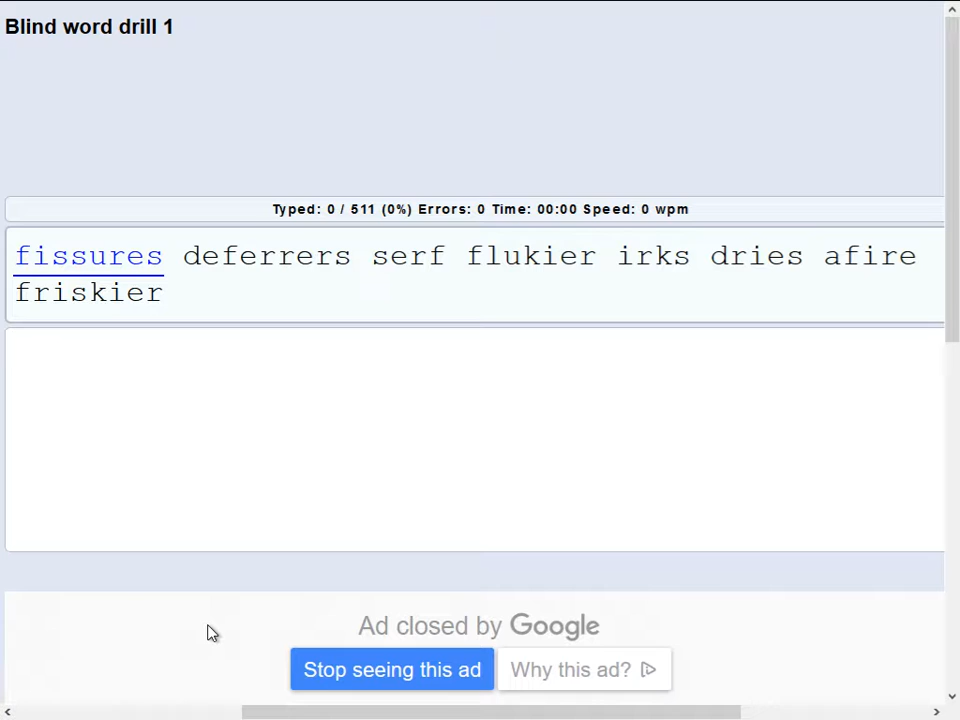 Blind word drill 1
Typed: 0 / 511 (0%) Errors: 0 Time: 00:00 Speed: 0 wpm
fissures deferrers serf flukier irks dries afire
friskier
Ad closed by Google
Stop seeing this ad Why this ad?